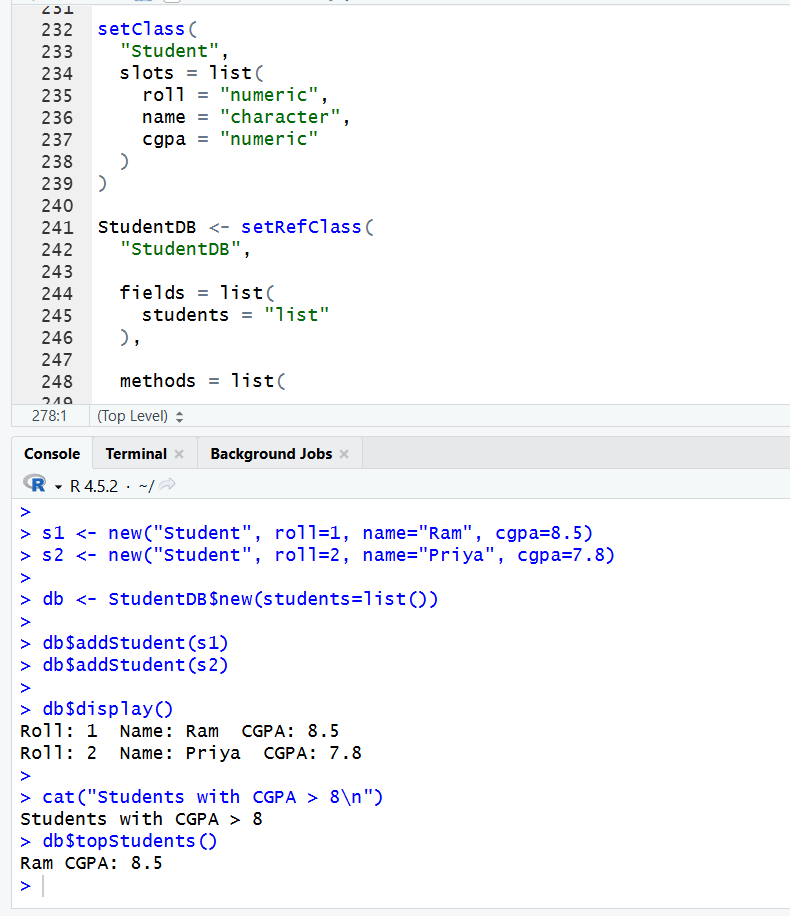 231
232 setClass(
233   "Student",
234   slots = list(
235     roll = "numeric",
236     name = "character",
237     cgpa = "numeric"
238   )
239 )
240
241 StudentDB <- setRefClass(
242   "StudentDB",
243
244   fields = list(
245     students = "list"
246   ),
247
248   methods = list(
249
278:1 (Top Level)
Console Terminal Background Jobs
R R 4.5.2 · ~/
>
> s1 <- new("Student", roll=1, name="Ram", cgpa=8.5)
> s2 <- new("Student", roll=2, name="Priya", cgpa=7.8)
>
> db <- StudentDB$new(students=list())
>
> db$addStudent(s1)
> db$addStudent(s2)
>
> db$display()
Roll: 1  Name: Ram  CGPA: 8.5
Roll: 2  Name: Priya  CGPA: 7.8
>
> cat("Students with CGPA > 8\n")
Students with CGPA > 8
> db$topStudents()
Ram CGPA: 8.5
>